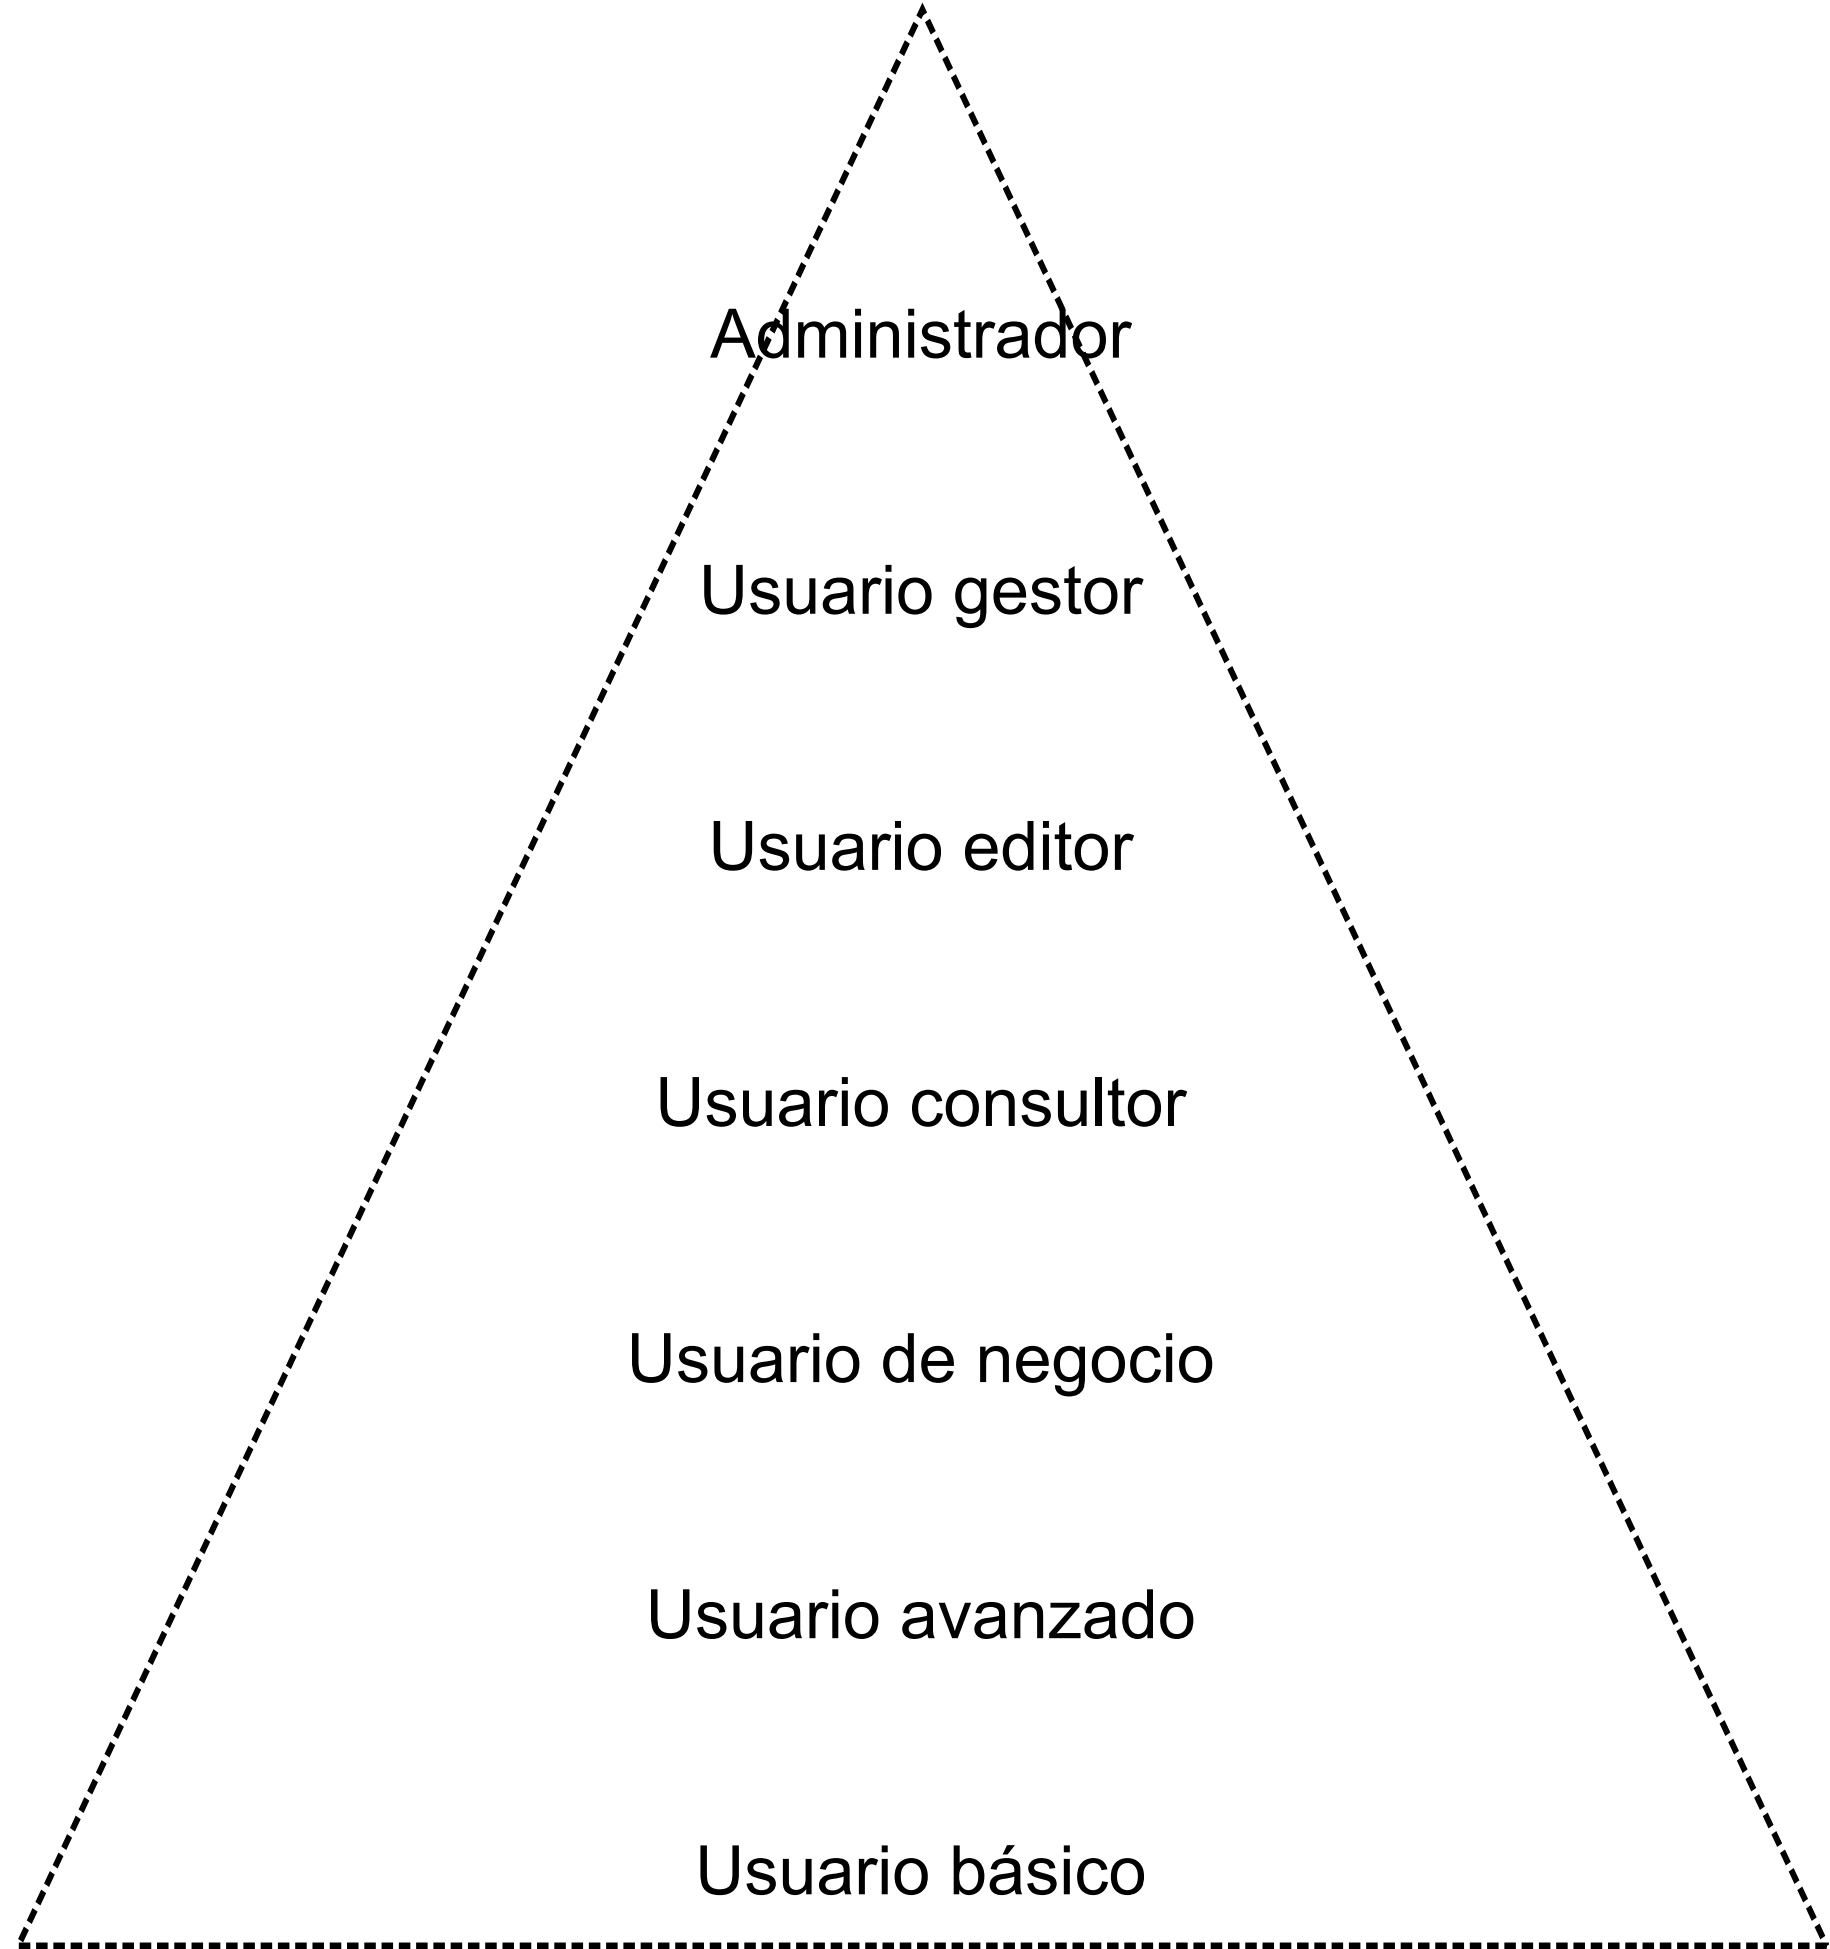 Administrador
Usuario gestor
Usuario editor
Usuario consultor
Usuario de negocio
Usuario avanzado
Usuario básico